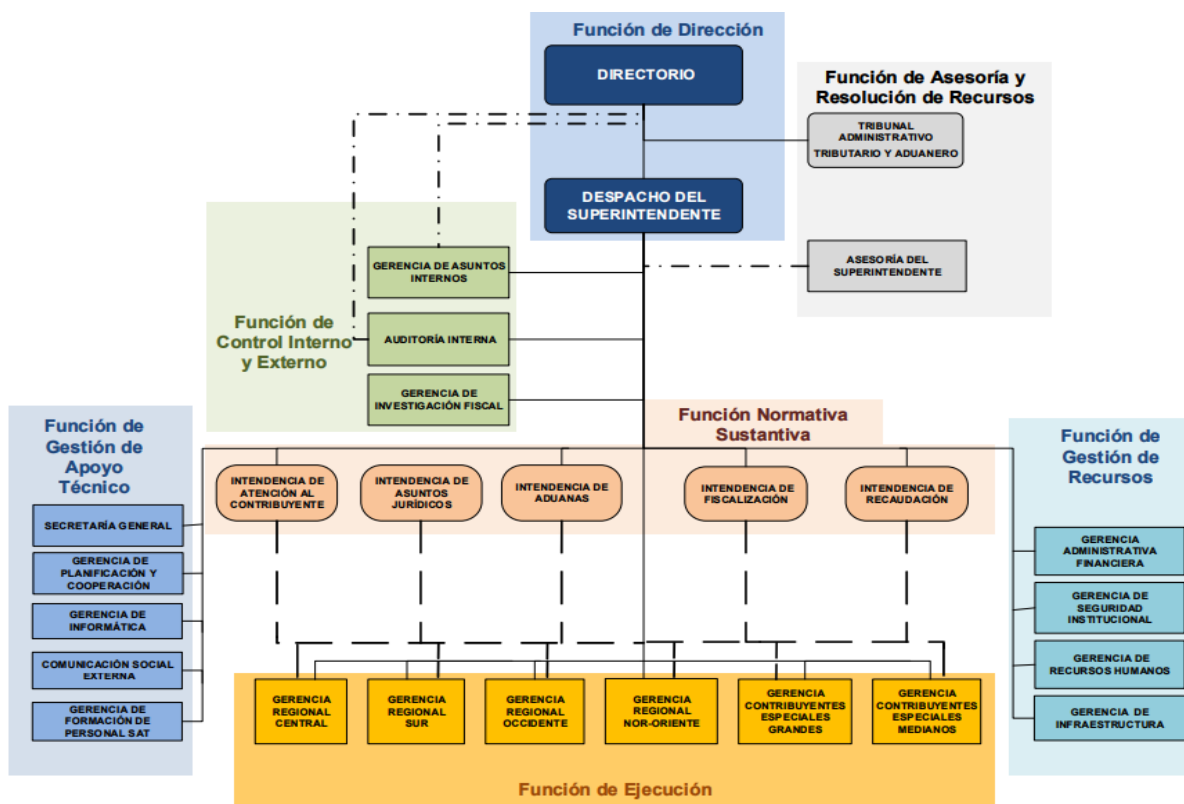 Función de Dirección
DIRECTORIO
Función de Asesoría y
Resolución de Recursos
TRIBUNAL
ADMINISTRATIVO
TRIBUTARIO Y ADUANERO
DESPACHO DEL
SUPERINTENDENTE
ASESORÍA DEL
SUPERINTENDENTE
GERENCIA DE ASUNTOS
INTERNOS
Función de
Control Interno
y Externo
AUDITORÍA INTERNA
GERENCIA DE
INVESTIGACIÓN FISCAL
Función Normativa
Sustantiva
Función de
Gestión de
Apoyo
Técnico
SECRETARÍA GENERAL
GERENCIA DE
PLANIFICACIÓN Y
COOPERACIÓN
GERENCIA DE
INFORMÁTICA
COMUNICACIÓN SOCIAL
EXTERNA
GERENCIA DE
FORMACIÓN DE
PERSONAL SAT
INTENDENCIA DE
ATENCIÓN AL
CONTRIBUYENTE
INTENDENCIA DE
ASUNTOS
JURÍDICOS
INTENDENCIA DE
ADUANAS
INTENDENCIA DE
FISCALIZACIÓN
INTENDENCIA DE
RECAUDACIÓN
Función de
Gestión de
Recursos
GERENCIA
ADMINISTRATIVA
FINANCIERA
GERENCIA DE
SEGURIDAD
INSTITUCIONAL
GERENCIA DE
RECURSOS HUMANOS
GERENCIA DE
INFRAESTRUCTURA
GERENCIA
REGIONAL
CENTRAL
GERENCIA
REGIONAL
SUR
GERENCIA
REGIONAL
OCCIDENTE
GERENCIA
REGIONAL
NOR-ORIENTE
GERENCIA
CONTRIBUYENTES
ESPECIALES
GRANDES
GERENCIA
CONTRIBUYENTES
ESPECIALES
MEDIANOS
Función de Ejecución